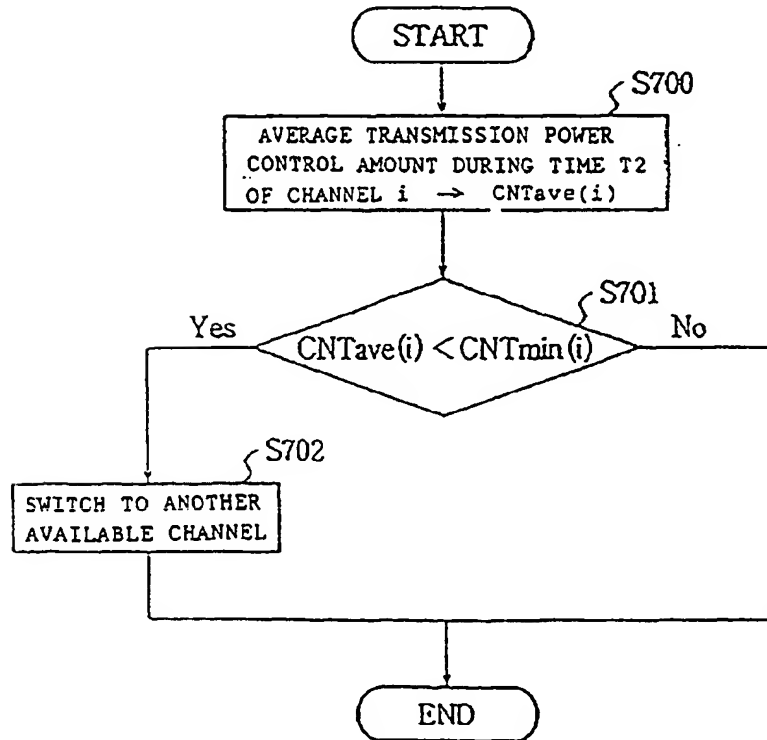 START
S700
AVERAGE TRANSMISSION POWER
CONTROL AMOUNT DURING TIME T2
OF CHANNEL i → CNTave(i)
S701
Yes
CNTave(i) < CNTmin(i)
No
S702
SWITCH TO ANOTHER
AVAILABLE CHANNEL
END